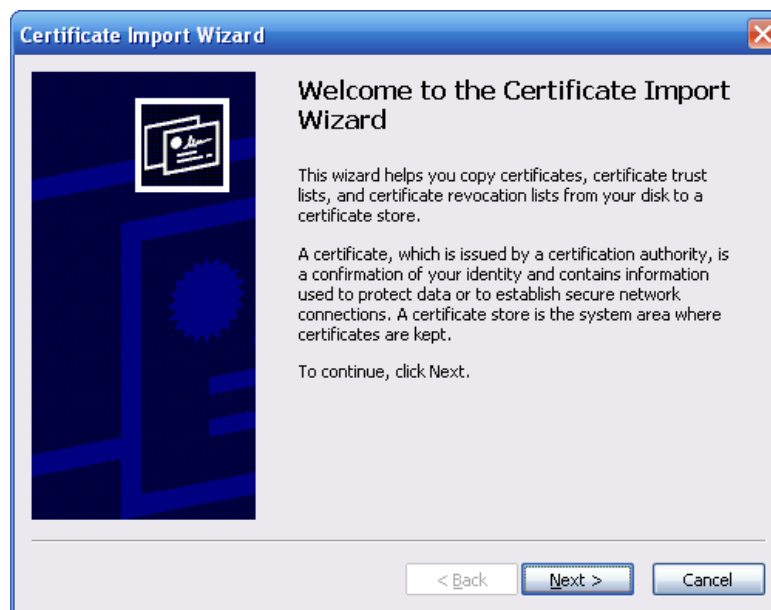 Certificate Import Wizard
Welcome to the Certificate Import
Wizard
This wizard helps you copy certificates, certificate trust
lists, and certificate revocation lists from your disk to a
certificate store.
A certificate, which is issued by a certification authority, is
a confirmation of your identity and contains information
used to protect data or to establish secure network
connections. A certificate store is the system area where
certificates are kept.
To continue, click Next.
< Back Next > Cancel